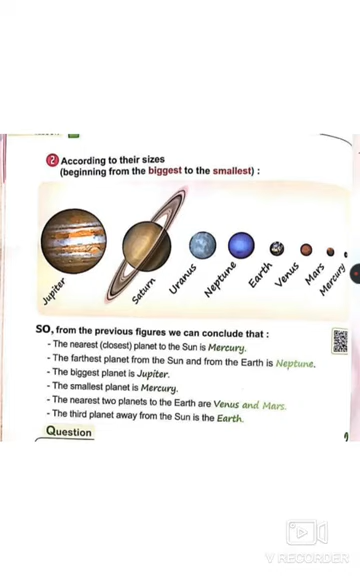 2 According to their sizes
(beginning from the biggest to the smallest) :
Jupiter
Saturn
Uranus
Neptune
Earth
Venus
Mars
Mercury
SO, from the previous figures we can conclude that :
- The nearest (closest) planet to the Sun is Mercury.
- The farthest planet from the Sun and from the Earth is Neptune.
- The biggest planet is Jupiter.
- The smallest planet is Mercury.
- The nearest two planets to the Earth are Venus and Mars.
- The third planet away from the Sun is the Earth.
Question
V RECORDER